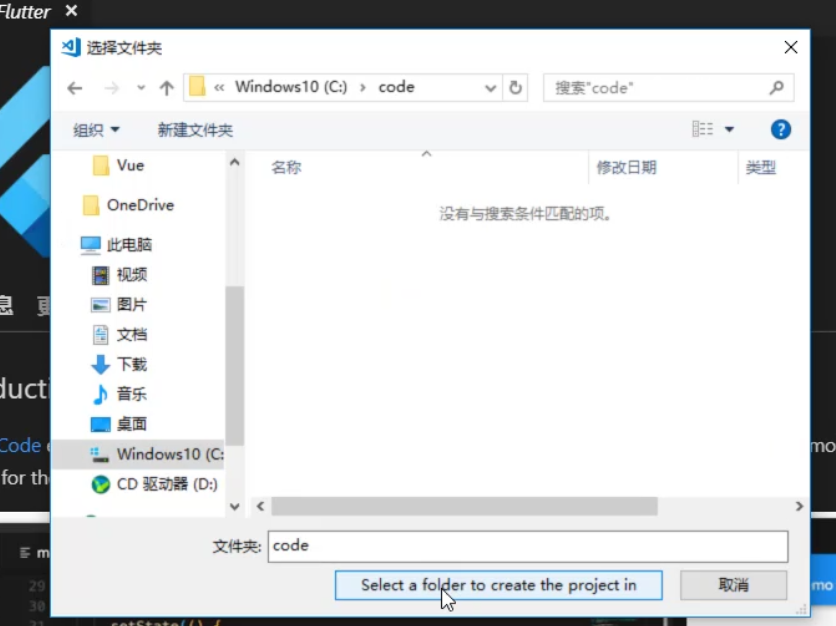 Flutter ×
选择文件夹
« Windows10 (C:) › code
搜索"code"
组织 新建文件夹
Vue
OneDrive
此电脑
视频
图片
文档
下载
音乐
桌面
Windows10 (C:
CD 驱动器 (D:)
名称 修改日期 类型
没有与搜索条件匹配的项。
息 更
ducti
Code
for the
mo
文件夹: code
Select a folder to create the project in 取消
m
29
30
31 setState(() {
mo